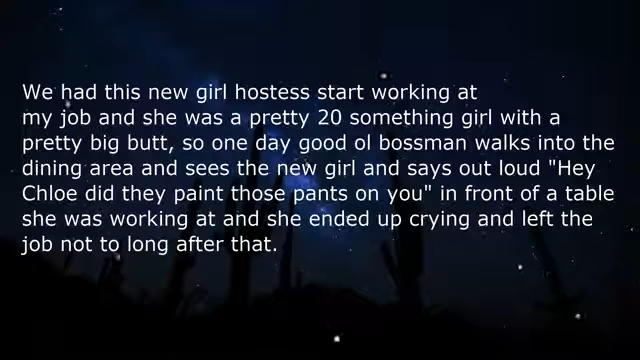 We had this new girl hostess start working at
my job and she was a pretty 20 something girl with a
pretty big butt, so one day good ol bossman walks into the
dining area and sees the new girl and says out loud "Hey
Chloe did they paint those pants on you" in front of a table
she was working at and she ended up crying and left the
job not to long after that.